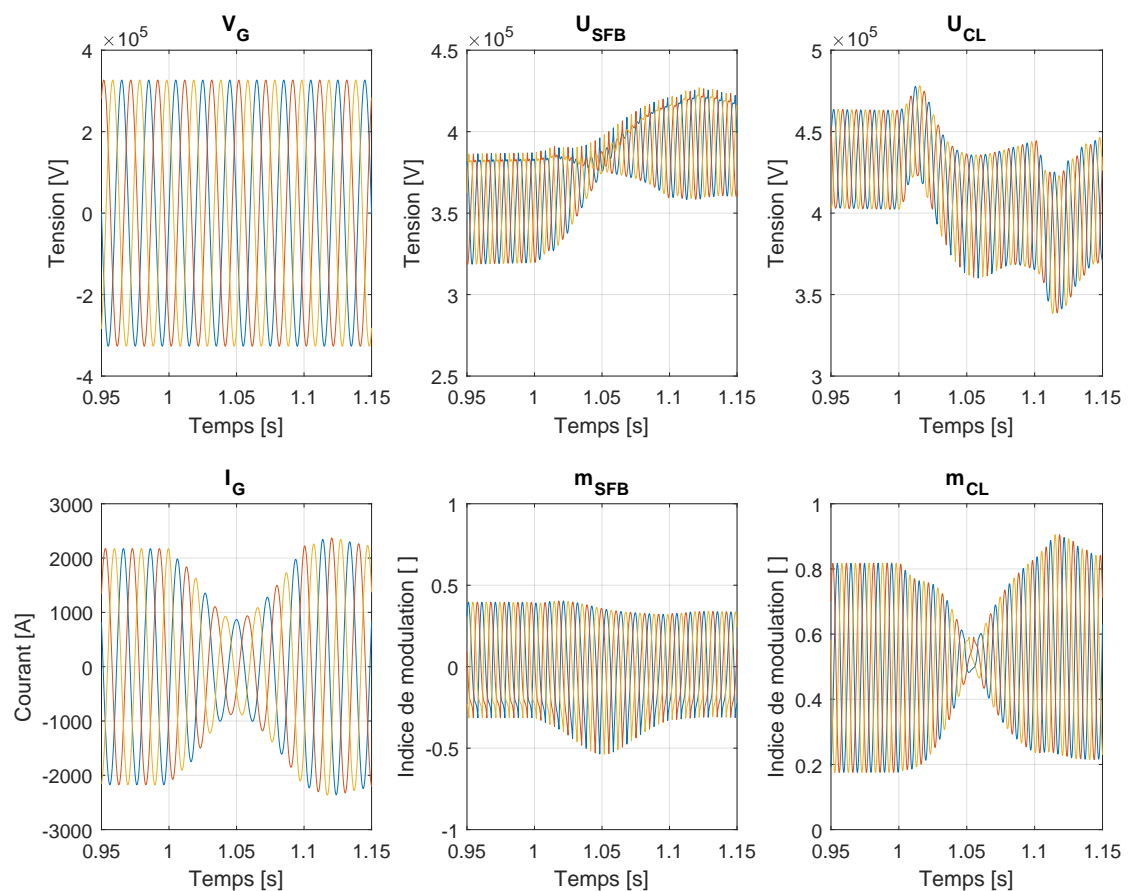 V_G
×10^5
4
2
0
-2
-4
0.95 1 1.05 1.1 1.15
Temps [s]
Tension [V]
U_SFB
×10^5
4.5
4
3.5
3
2.5
0.95 1 1.05 1.1 1.15
Temps [s]
Tension [V]
U_CL
×10^5
5
4.5
4
3.5
3
0.95 1 1.05 1.1 1.15
Temps [s]
Tension [V]
I_G
3000
2000
1000
0
-1000
-2000
-3000
0.95 1 1.05 1.1 1.15
Temps [s]
Courant [A]
m_SFB
1
0.5
0
-0.5
-1
0.95 1 1.05 1.1 1.15
Temps [s]
Indice de modulation [ ]
m_CL
1
0.8
0.6
0.4
0.2
0
0.95 1 1.05 1.1 1.15
Temps [s]
Indice de modulation [ ]